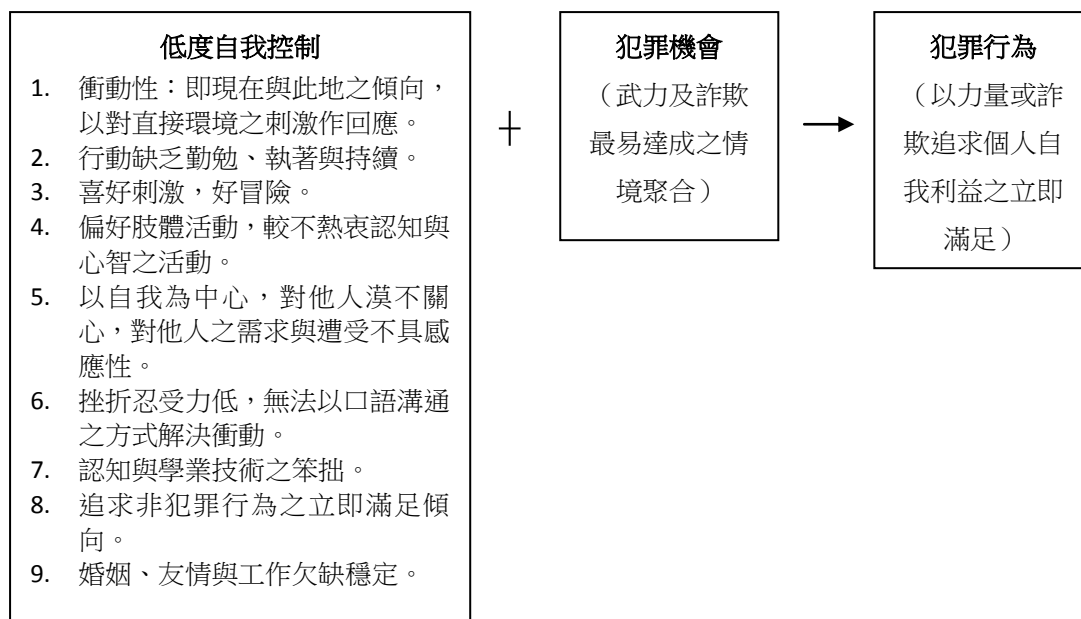 低度自我控制
1. 衝動性：即現在與此地之傾向，
以對直接環境之刺激作回應。
2. 行動缺乏勤勉、執著與持續。
3. 喜好刺激，好冒險。
4. 偏好肢體活動，較不熱衷認知與
心智之活動。
5. 以自我為中心，對他人漠不關
心，對他人之需求與遭受不具感
應性。
6. 挫折忍受力低，無法以口語溝通
之方式解決衝動。
7. 認知與學業技術之笨拙。
8. 追求非犯罪行為之立即滿足傾
向。
9. 婚姻、友情與工作欠缺穩定。
＋
犯罪機會
（武力及詐欺
最易達成之情
境聚合）
犯罪行為
（以力量或詐
欺追求個人自
我利益之立即
滿足）